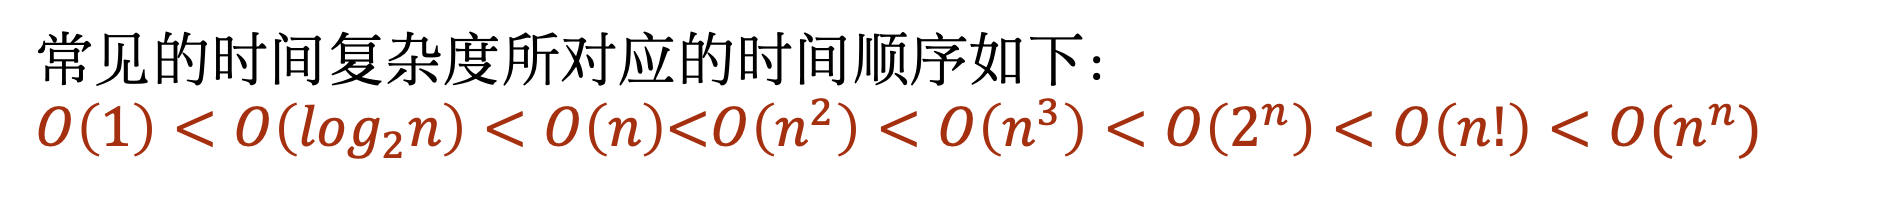 常见的时间复杂度所对应的时间顺序如下：
O(1) < O(log₂n) < O(n)<O(n²) < O(n³) < O(2ⁿ) < O(n!) < O(nⁿ)